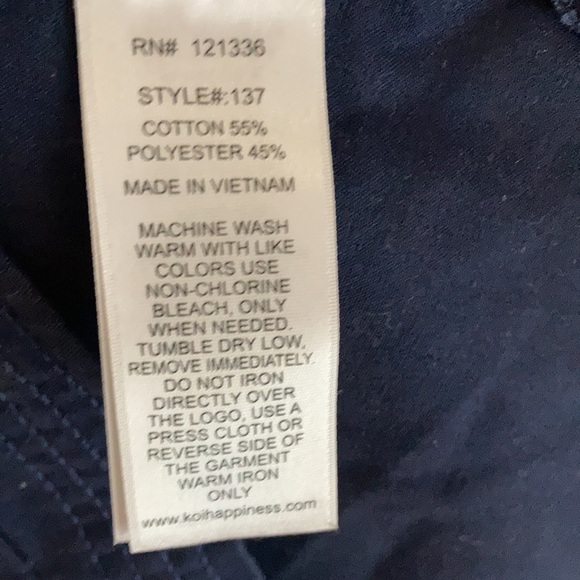 RN# 121336
STYLE#:137
COTTON 55%
POLYESTER 45%
MADE IN VIETNAM
MACHINE WASH
WARM WITH LIKE
COLORS USE
NON-CHLORINE
BLEACH, ONLY
WHEN NEEDED.
TUMBLE DRY LOW,
REMOVE IMMEDIATELY.
DO NOT IRON
DIRECTLY OVER
THE LOGO, USE A
PRESS CLOTH OR
REVERSE SIDE OF
THE GARMENT
WARM IRON
ONLY
www.koihappiness.com